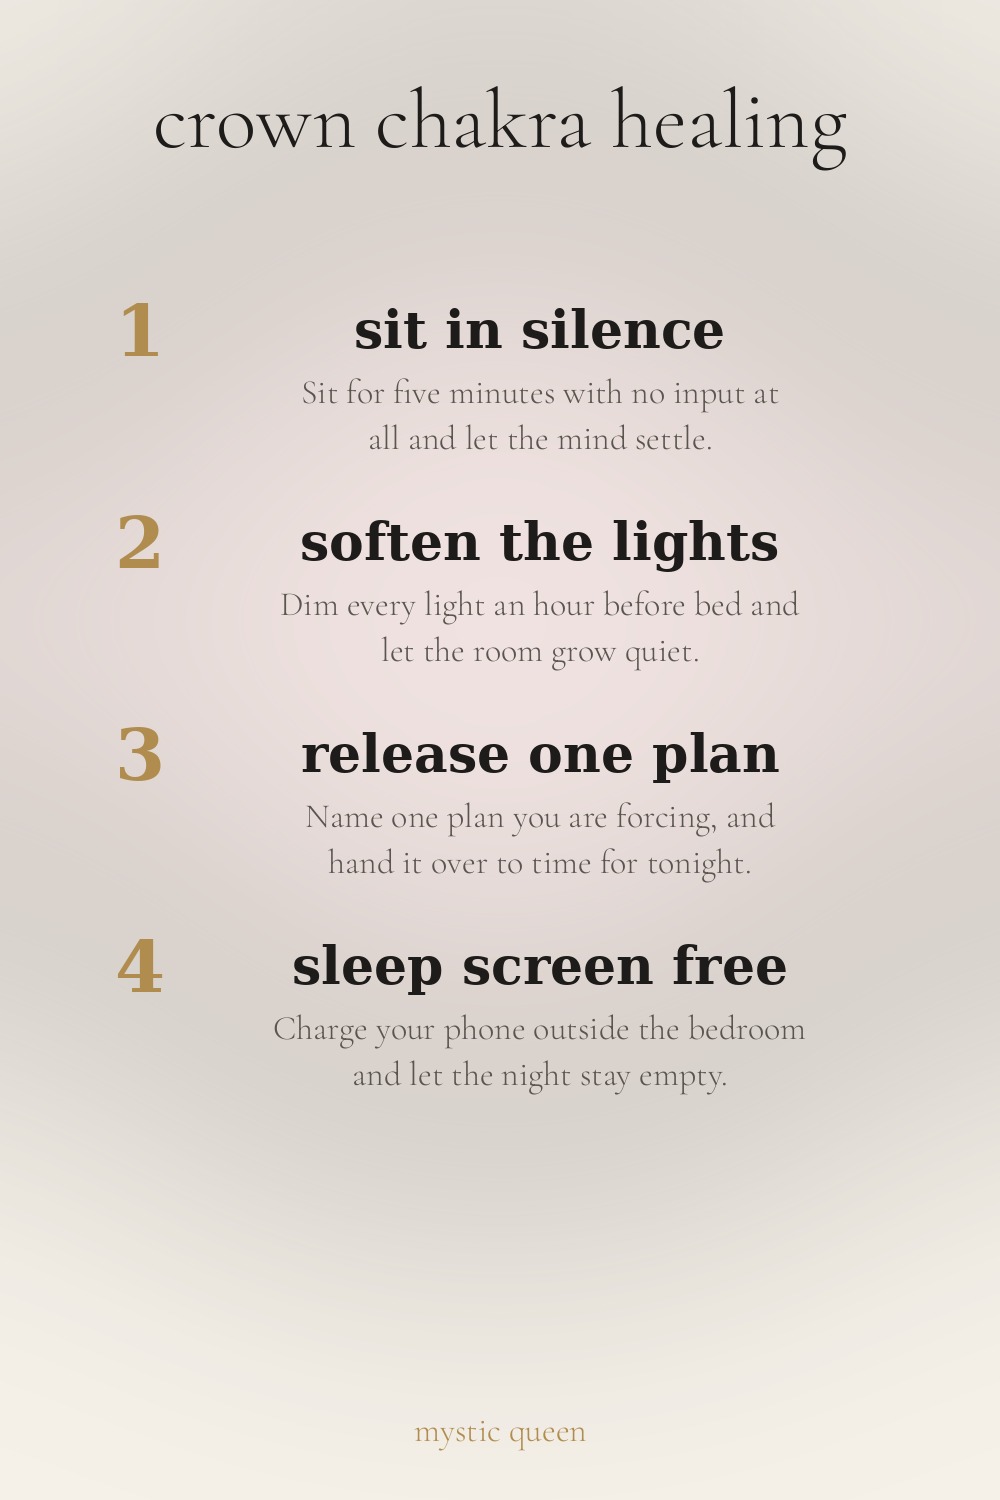 crown chakra healing
1
sit in silence
Sit for five minutes with no input at
all and let the mind settle.
2
soften the lights
Dim every light an hour before bed and
let the room grow quiet.
3
release one plan
Name one plan you are forcing, and
hand it over to time for tonight.
4
sleep screen free
Charge your phone outside the bedroom
and let the night stay empty.
mystic queen